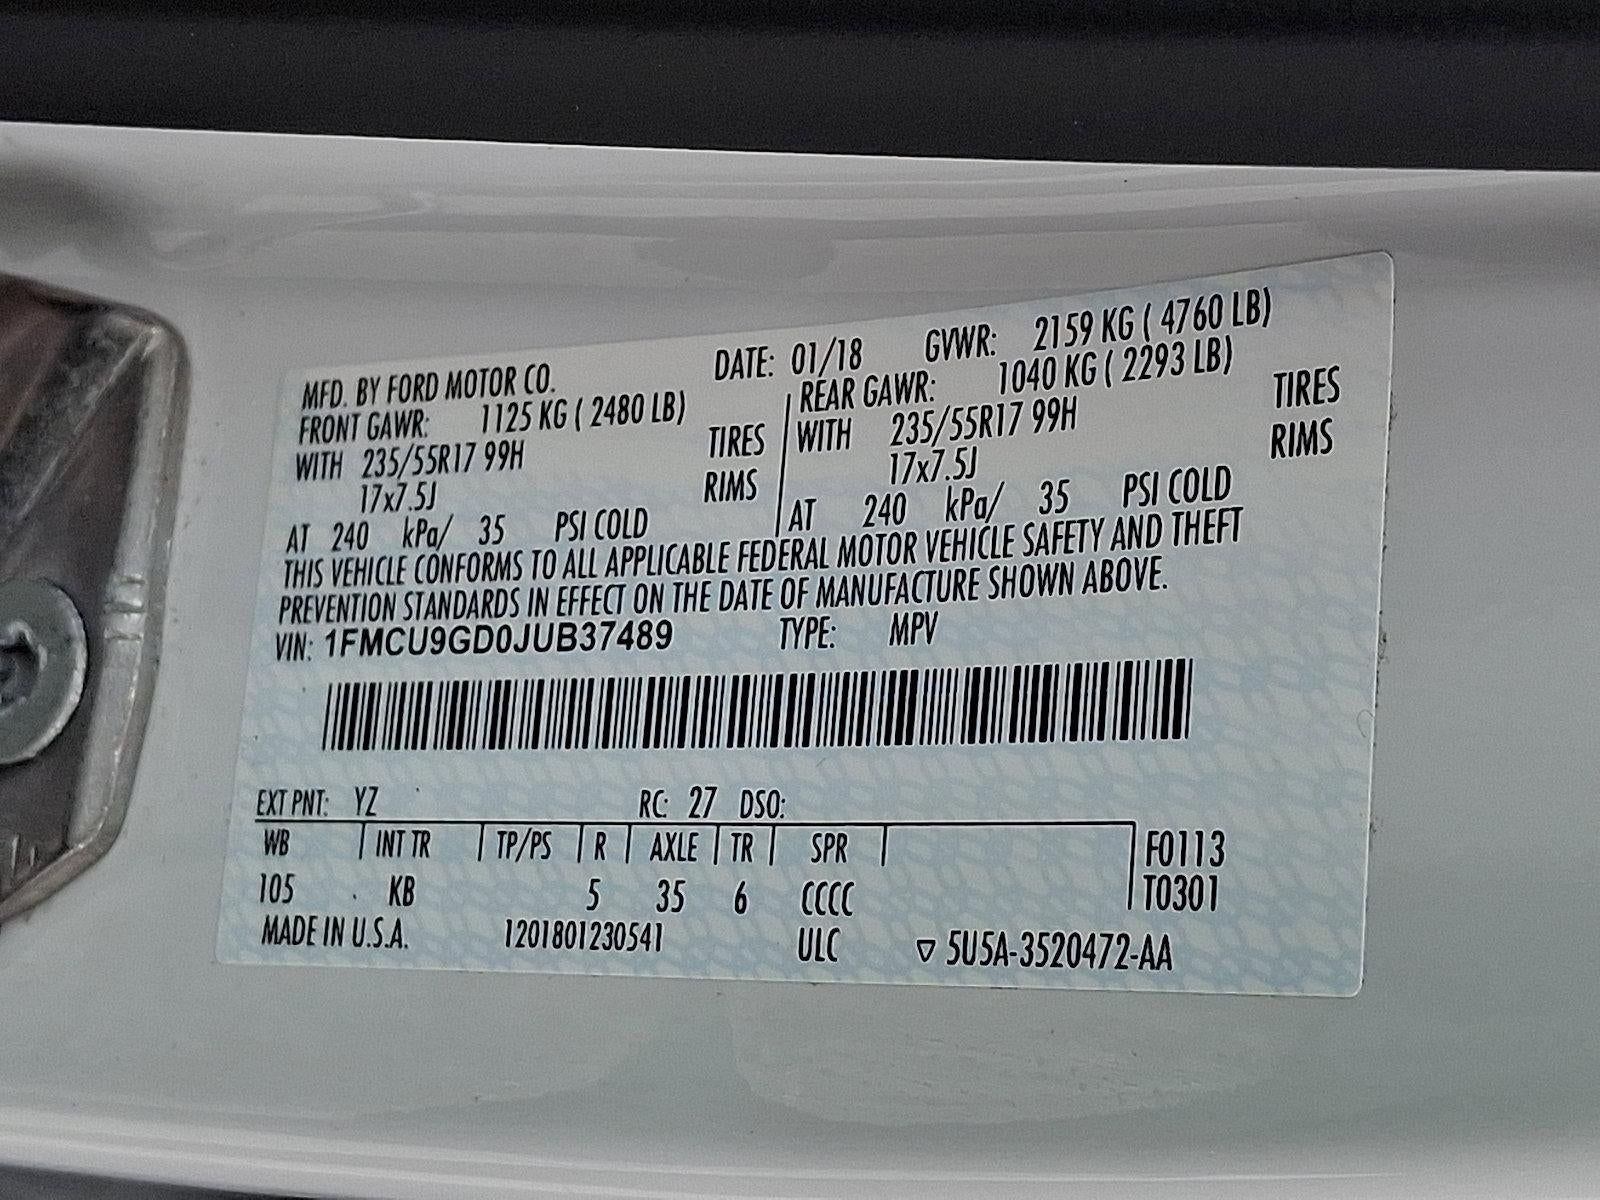 MFD. BY FORD MOTOR CO. DATE: 01/18 GVWR: 2159 KG ( 4760 LB)
FRONT GAWR: 1125 KG ( 2480 LB) REAR GAWR: 1040 KG ( 2293 LB)
WITH 235/55R17 99H TIRES WITH 235/55R17 99H TIRES
17x7.5J RIMS 17x7.5J RIMS
AT 240 kPa/ 35 PSI COLD AT 240 kPa/ 35 PSI COLD
THIS VEHICLE CONFORMS TO ALL APPLICABLE FEDERAL MOTOR VEHICLE SAFETY AND THEFT
PREVENTION STANDARDS IN EFFECT ON THE DATE OF MANUFACTURE SHOWN ABOVE.
VIN: 1FMCU9GD0JUB37489 TYPE: MPV
EXT PNT: YZ RC: 27 DSO:
WB INT TR TP/PS R AXLE TR SPR F0113
105 KB 5 35 6 CCCC T0301
MADE IN U.S.A. 1201801230541 ULC ▽ 5U5A-3520472-AA